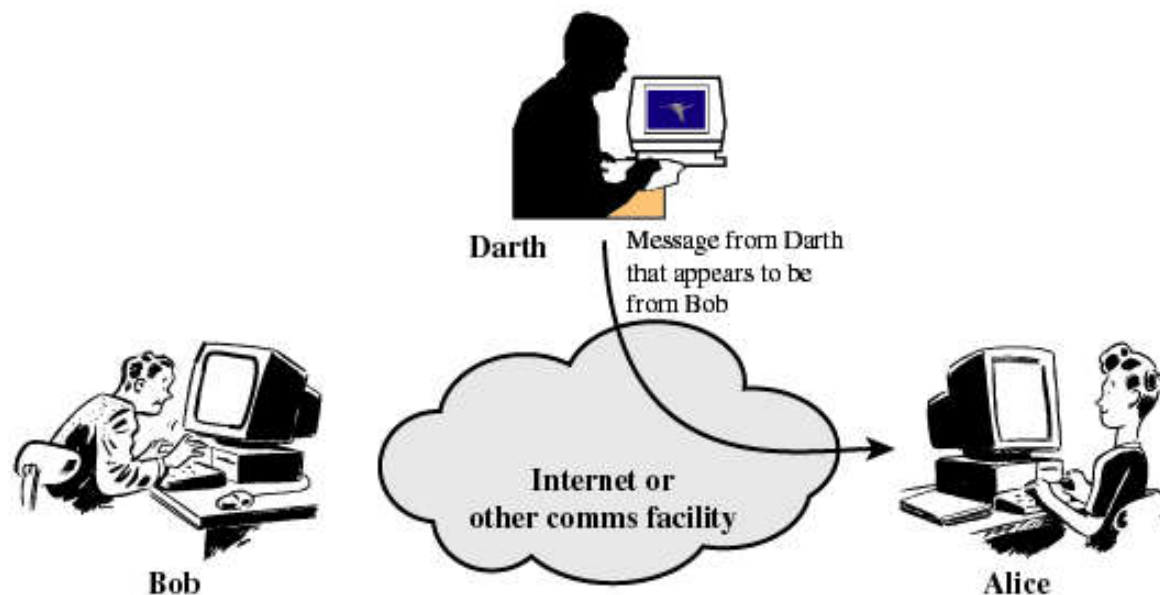 Darth
Message from Darth
that appears to be
from Bob
Internet or
other comms facility
Bob
Alice